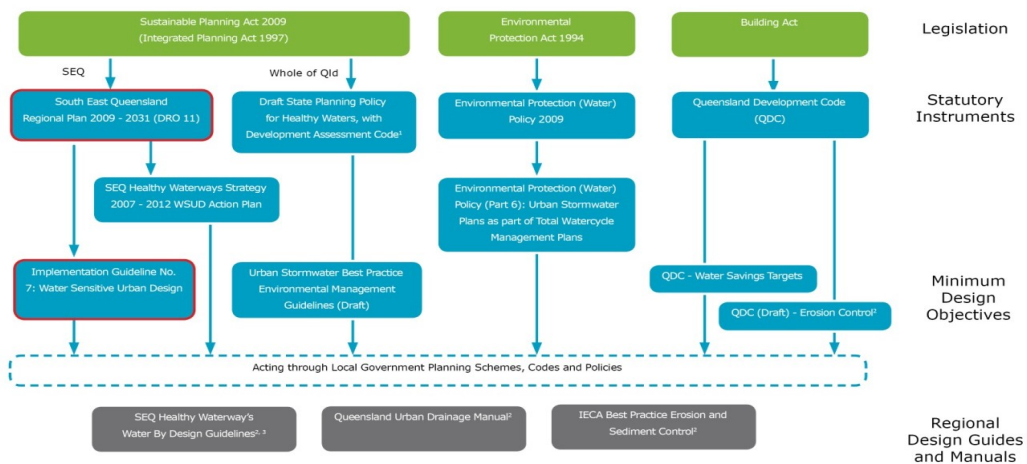 Sustainable Planning Act 2009
(Integrated Planning Act 1997)
Environmental
Protection Act 1994
Building Act
Legislation
SEQ
Whole of Qld
South East Queensland
Regional Plan 2009 - 2031 (DRO 11)
Draft State Planning Policy
for Healthy Waters, with
Development Assessment Code¹
Environmental Protection (Water)
Policy 2009
Queensland Development Code
(QDC)
Statutory
Instruments
SEQ Healthy Waterways Strategy
2007 - 2012 WSUD Action Plan
Environmental Protection (Water)
Policy (Part 6): Urban Stormwater
Plans as part of Total Watercycle
Management Plans
Implementation Guideline No.
7: Water Sensitive Urban Design
Urban Stormwater Best Practice
Environmental Management
Guidelines (Draft)
QDC - Water Savings Targets
QDC (Draft) - Erosion Control²
Minimum
Design
Objectives
Acting through Local Government Planning Schemes, Codes and Policies
SEQ Healthy Waterway's
Water By Design Guidelines²˒ ³
Queensland Urban Drainage Manual²
IECA Best Practice Erosion and
Sediment Control²
Regional
Design Guides
and Manuals